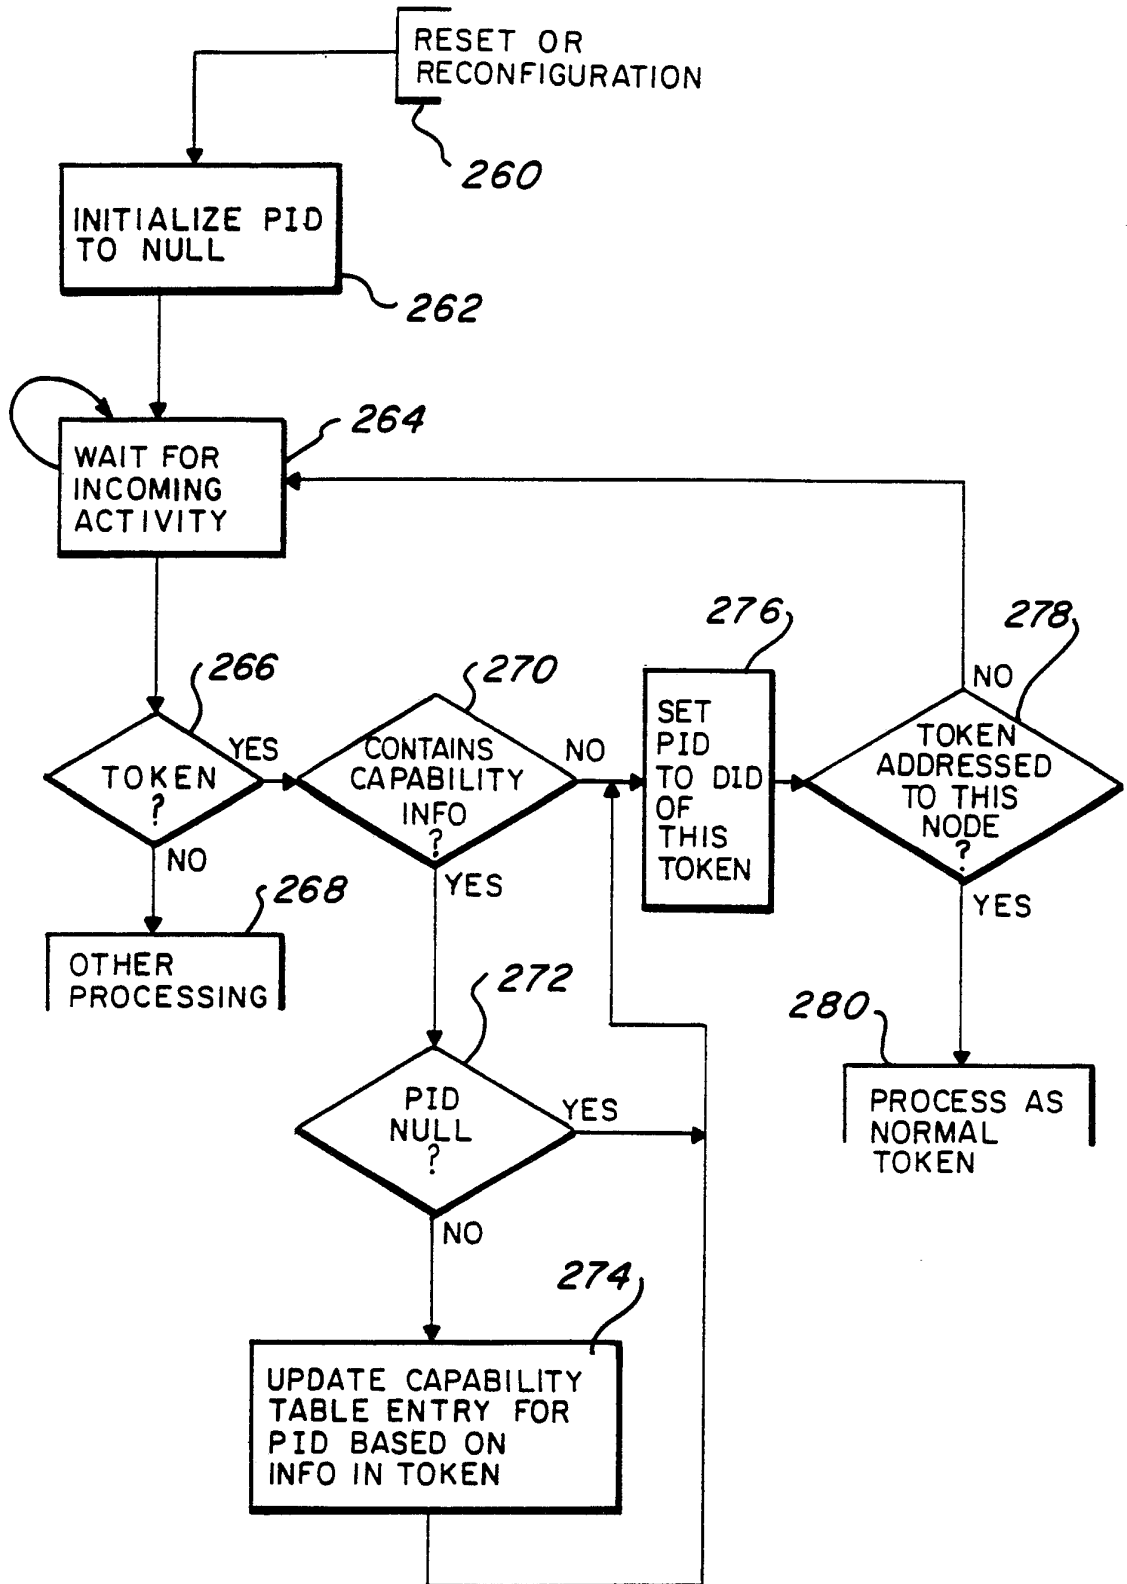 RESET OR
RECONFIGURATION
260
INITIALIZE PID
TO NULL
262
264
WAIT FOR
INCOMING
ACTIVITY
276
278
266
270
NO
YES
TOKEN
?
CONTAINS
CAPABILITY
INFO
?
NO
SET
PID
TO DID
OF
THIS
TOKEN
TOKEN
ADDRESSED
TO THIS
NODE
?
NO
YES
YES
268
OTHER
PROCESSING
272
280
PID
NULL
?
YES
PROCESS AS
NORMAL
TOKEN
NO
274
UPDATE CAPABILITY
TABLE ENTRY FOR
PID BASED ON
INFO IN TOKEN